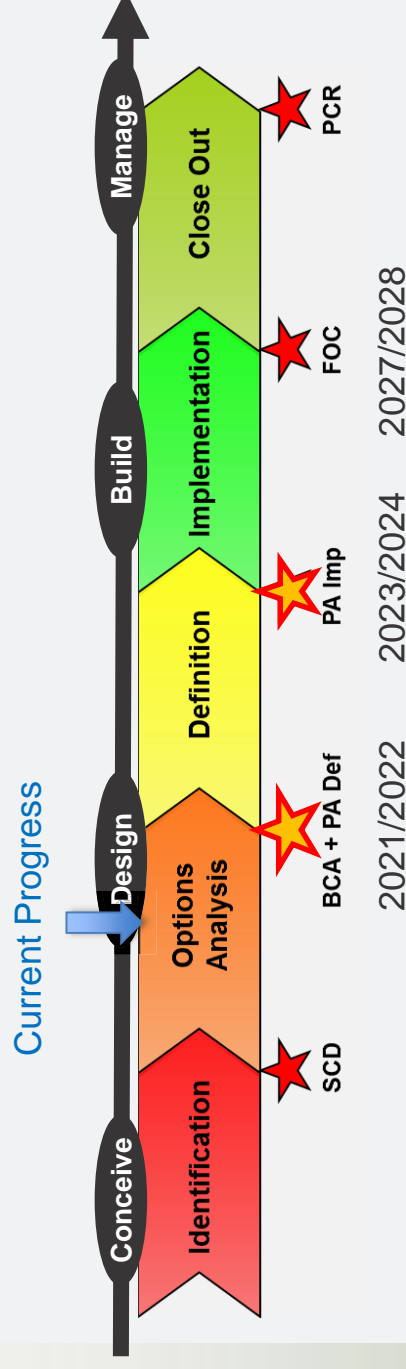 Current Progress
Conceive
Design
Build
Manage
Identification
Options
Analysis
Definition
Implementation
Close Out
SCD
BCA + PA Def
PA Imp
FOC
PCR
2021/2022
2023/2024
2027/2028